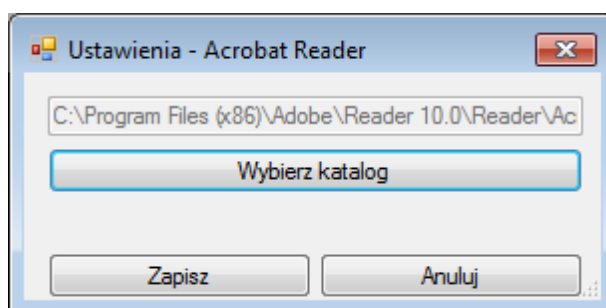 Ustawienia - Acrobat Reader
C:\Program Files (x86)\Adobe\Reader 10.0\Reader\Ac
Wybierz katalog
Zapisz Anuluj